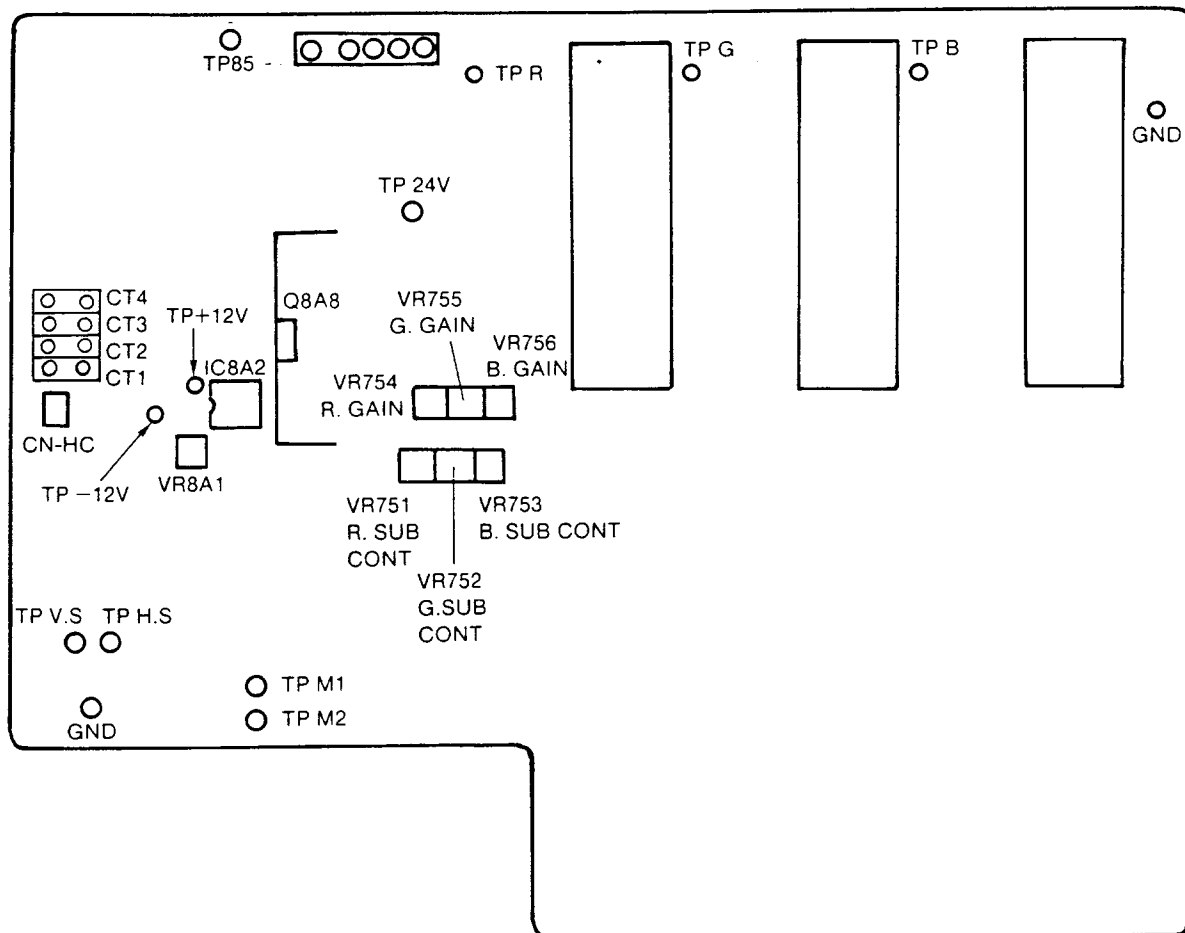 TP85
TP R
TP G
TP B
GND
TP 24V
CT4
CT3
CT2
CT1
TP+12V
Q8A8
IC8A2
VR755
G. GAIN
VR756
B. GAIN
VR754
R. GAIN
CN-HC
TP −12V
VR8A1
VR751
R. SUB
CONT
VR753
B. SUB CONT
VR752
G.SUB
CONT
TP V.S
TP H.S
GND
TP M1
TP M2